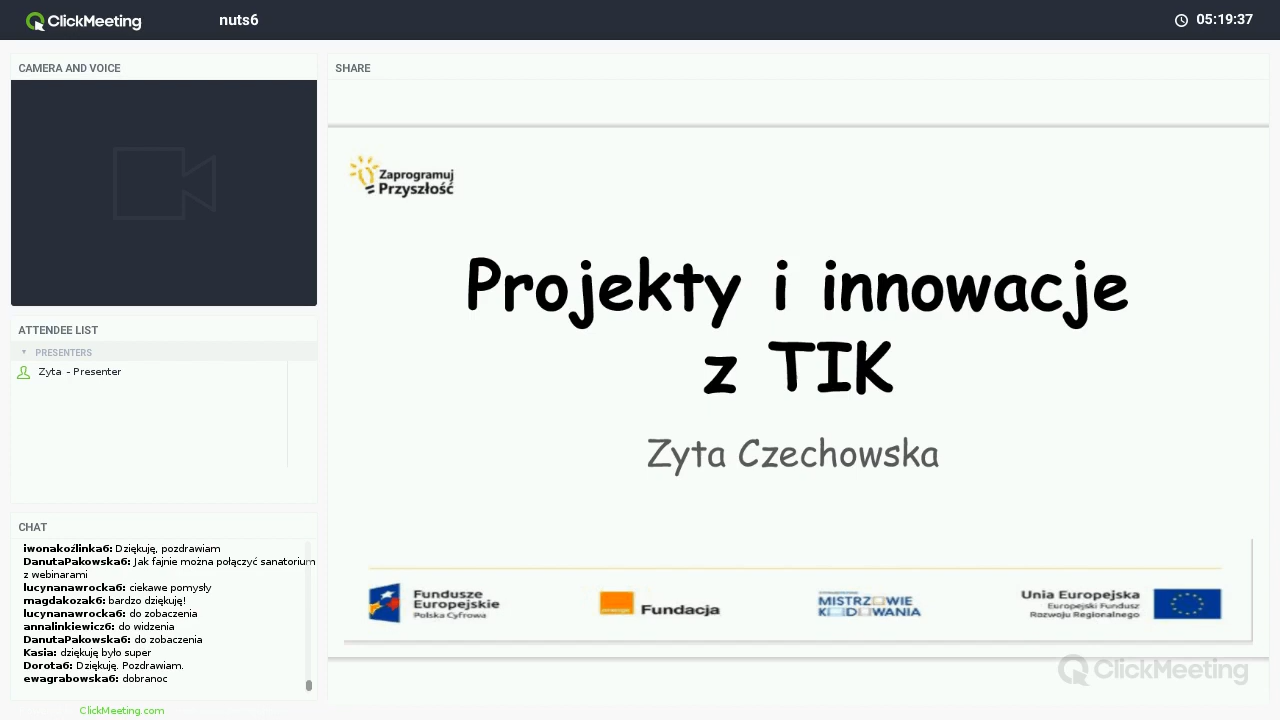 ClickMeeting
nuts6
05:19:37
CAMERA AND VOICE
SHARE
ATTENDEE LIST
PRESENTERS
Zyta - Presenter
CHAT
iwonakoźlinka6: Dziękuję, pozdrawiam
DanutaPakowska6: Jak fajnie można połączyć sanatorium
z webinarami
lucynanawrocka6: ciekawe pomysły
magdakozak6: bardzo dziękuję!
lucynanawrocka6: do zobaczenia
annalinkiewicz6: do widzenia
DanutaPakowska6: do zobaczenia
Kasia: dziękuję było super
Dorota6: Dziękuję. Pozdrawiam.
ewagrabowska6: dobranoc
ClickMeeting.com
Zaprogramuj
Przyszłość
Projekty i innowacje
z TIK
Zyta Czechowska
Fundusze
Europejskie
Polska Cyfrowa
orange
Fundacja
MISTRZOWIE
KODOWANIA
Unia Europejska
Europejski Fundusz
Rozwoju Regionalnego
ClickMeeting